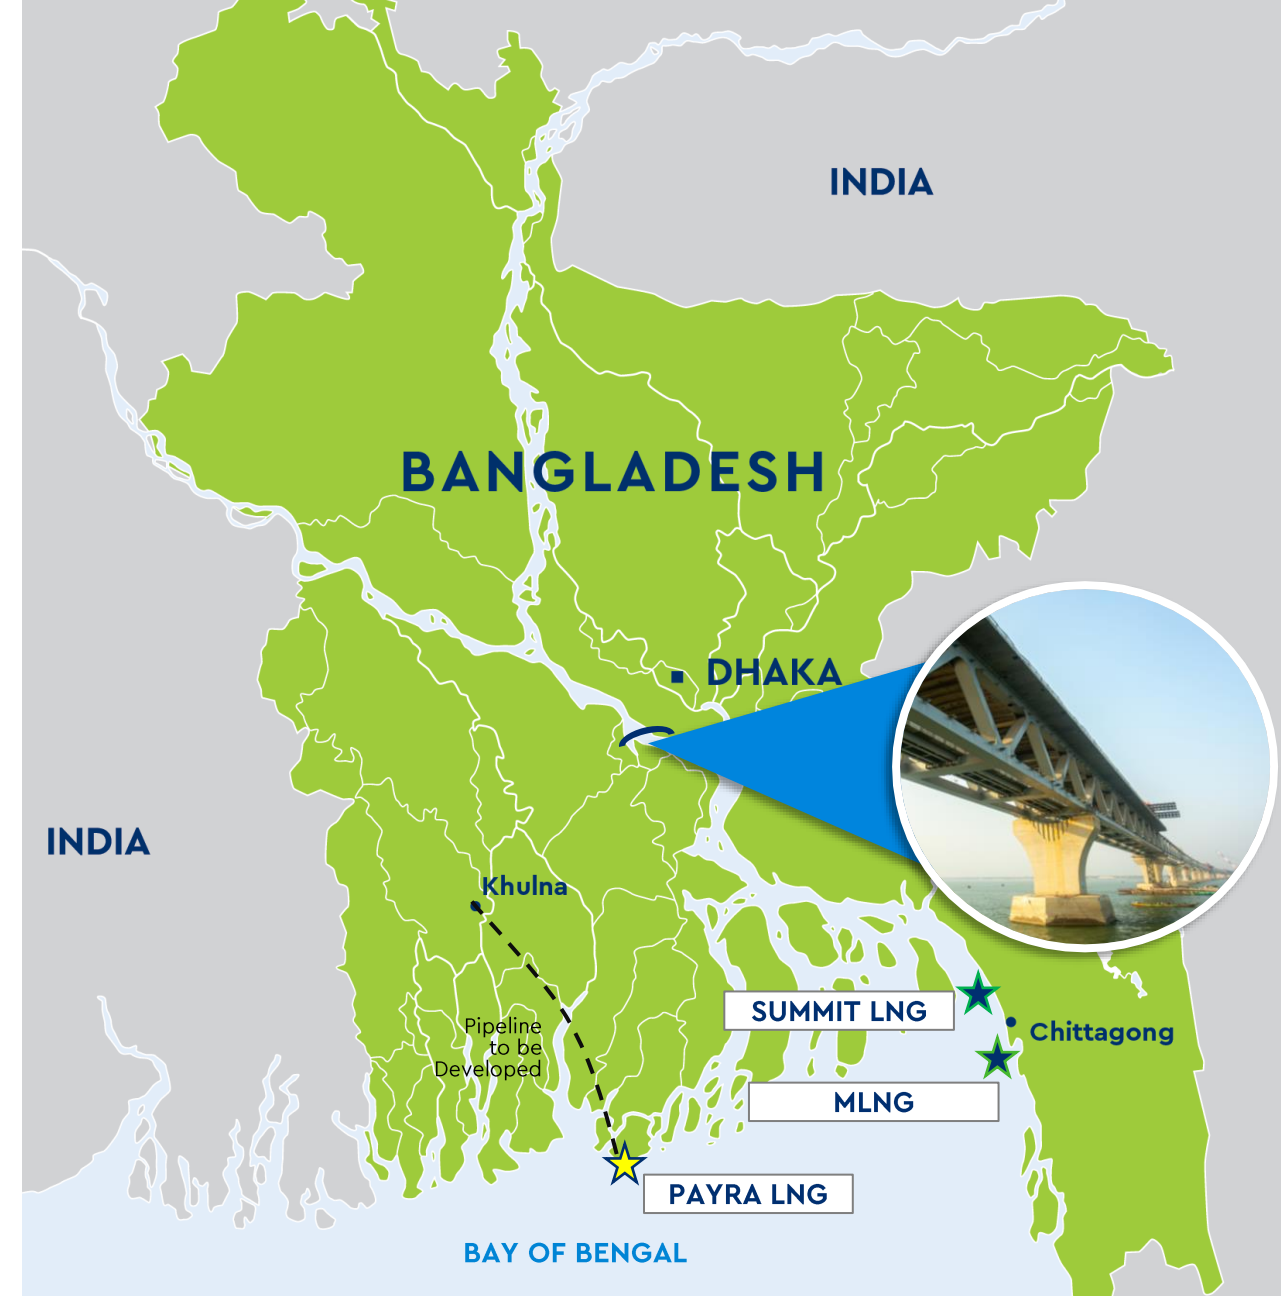 INDIA
BANGLADESH
DHAKA
INDIA
Khulna
SUMMIT LNG
Pipeline
to be
Developed
Chittagong
MLNG
PAYRA LNG
BAY OF BENGAL